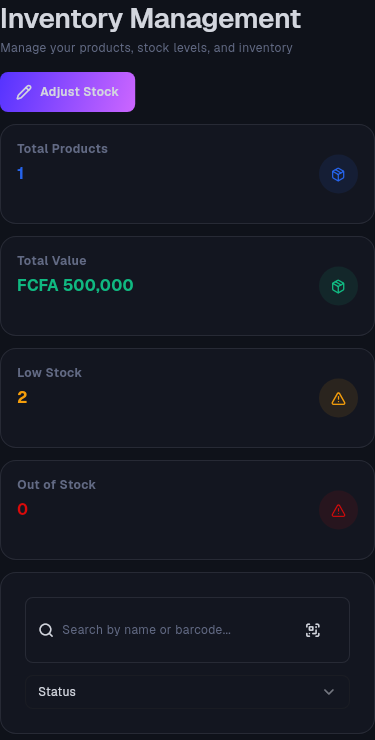 Inventory Management
Manage your products, stock levels, and inventory
Adjust Stock
Total Products
1
Total Value
FCFA 500,000
Low Stock
2
Out of Stock
0
Search by name or barcode...
Status